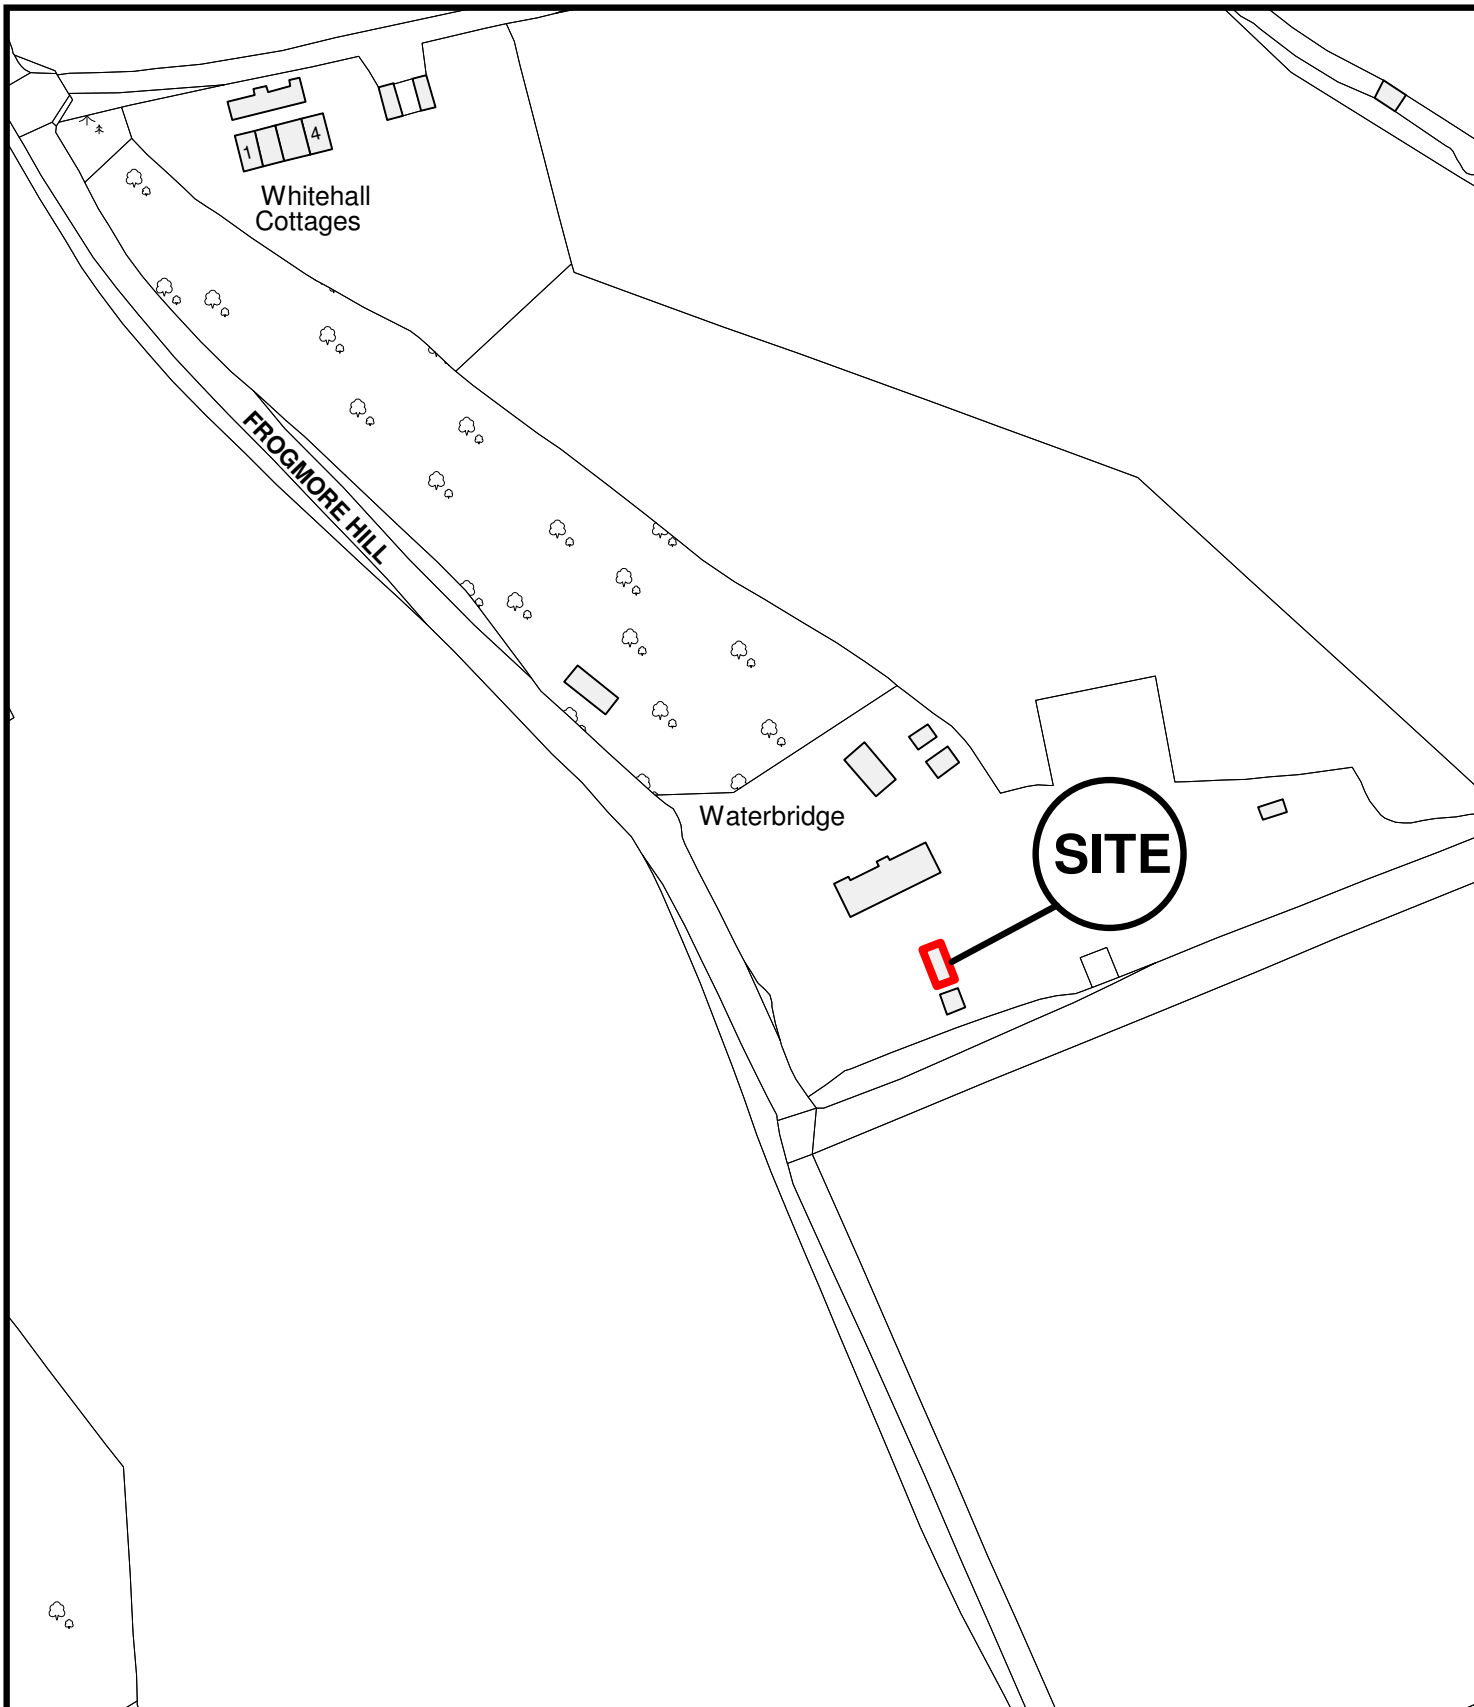 1
4
Whitehall
Cottages
FROGMORE HILL
Waterbridge
SITE